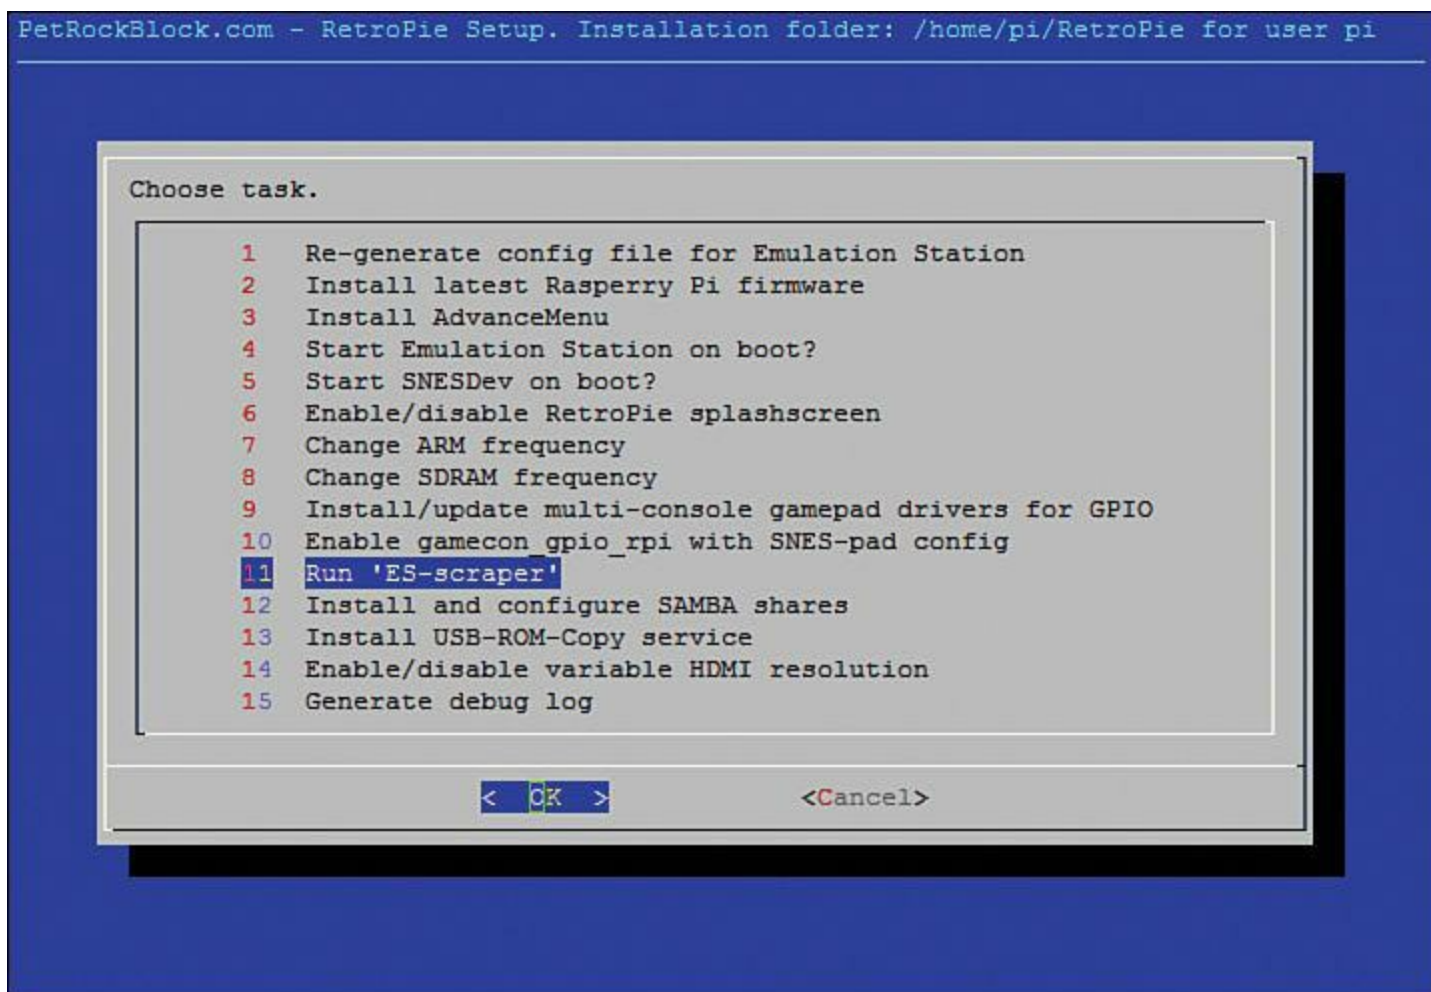 PetRockBlock.com - RetroPie Setup. Installation folder: /home/pi/RetroPie for user pi
Choose task.
1 Re-generate config file for Emulation Station
2 Install latest Rasperry Pi firmware
3 Install AdvanceMenu
4 Start Emulation Station on boot?
5 Start SNESDev on boot?
6 Enable/disable RetroPie splashscreen
7 Change ARM frequency
8 Change SDRAM frequency
9 Install/update multi-console gamepad drivers for GPIO
10 Enable gamecon_gpio_rpi with SNES-pad config
11 Run 'ES-scraper'
12 Install and configure SAMBA shares
13 Install USB-ROM-Copy service
14 Enable/disable variable HDMI resolution
15 Generate debug log
< OK > <Cancel>